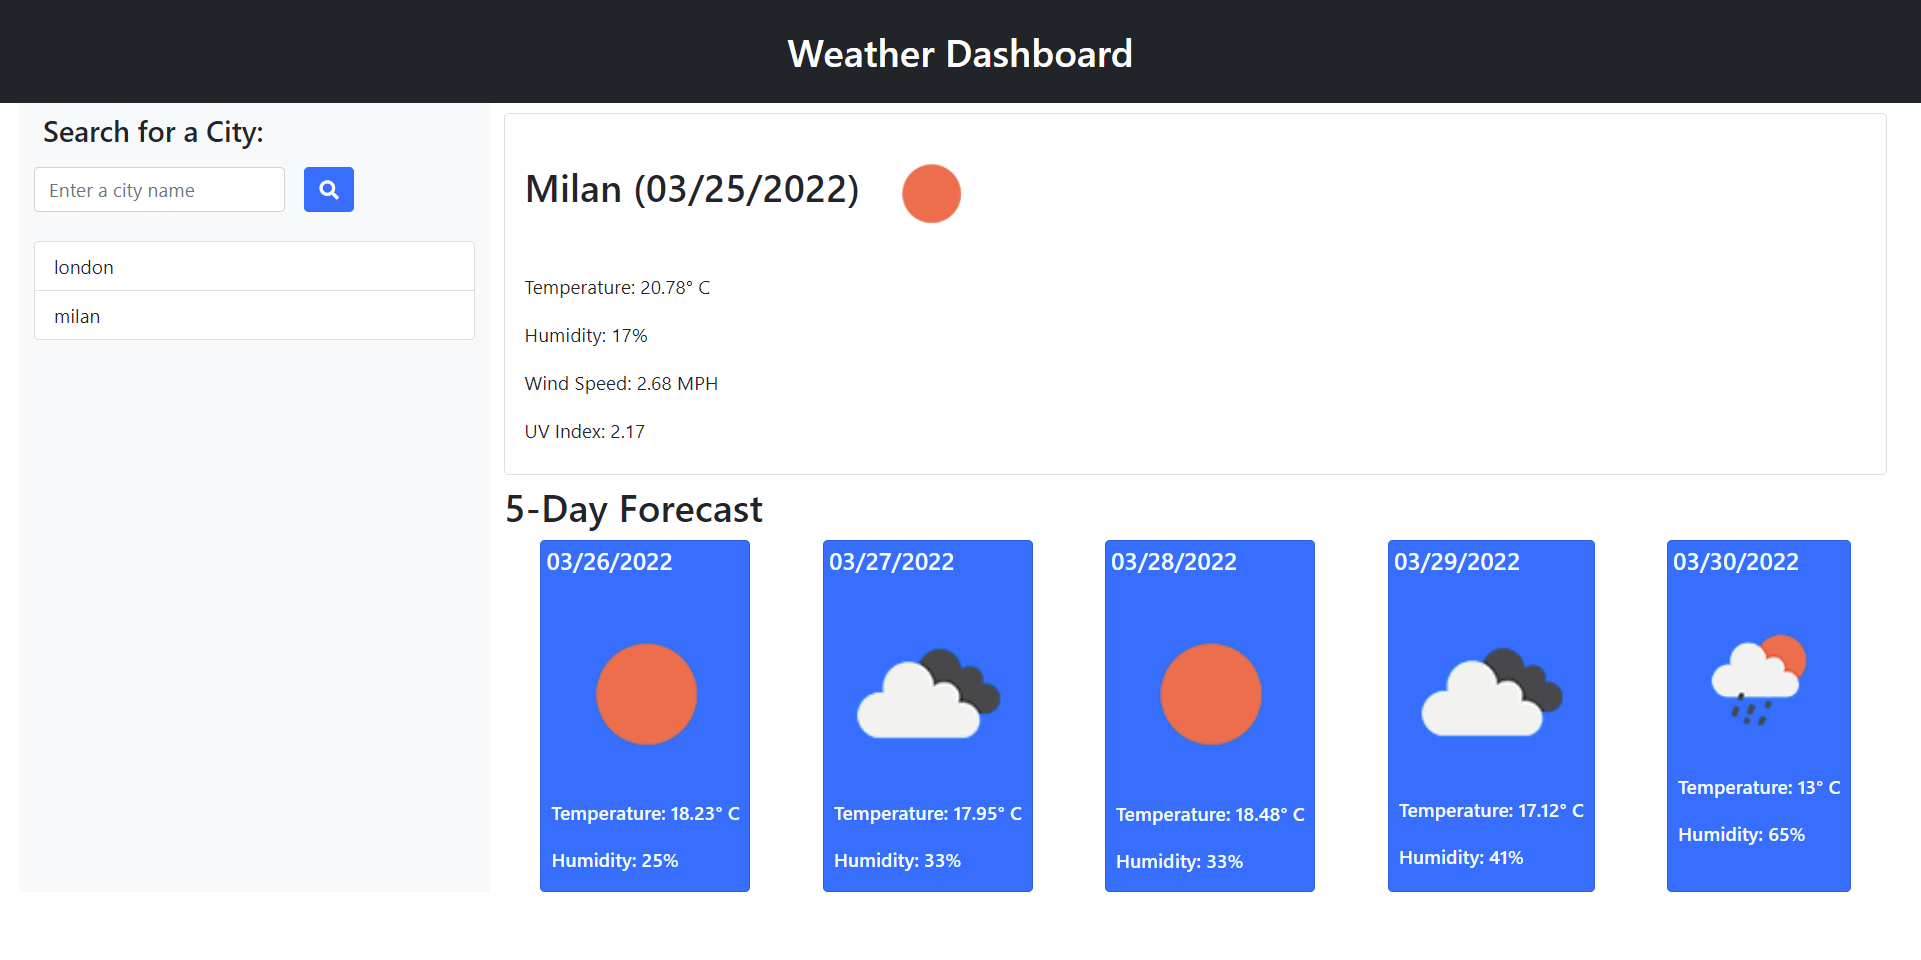 Weather Dashboard
Search for a City:
Enter a city name
london
milan
Milan (03/25/2022)
Temperature: 20.78° C
Humidity: 17%
Wind Speed: 2.68 MPH
UV Index: 2.17
5-Day Forecast
03/26/2022
Temperature: 18.23° C
Humidity: 25%
03/27/2022
Temperature: 17.95° C
Humidity: 33%
03/28/2022
Temperature: 18.48° C
Humidity: 33%
03/29/2022
Temperature: 17.12° C
Humidity: 41%
03/30/2022
Temperature: 13° C
Humidity: 65%